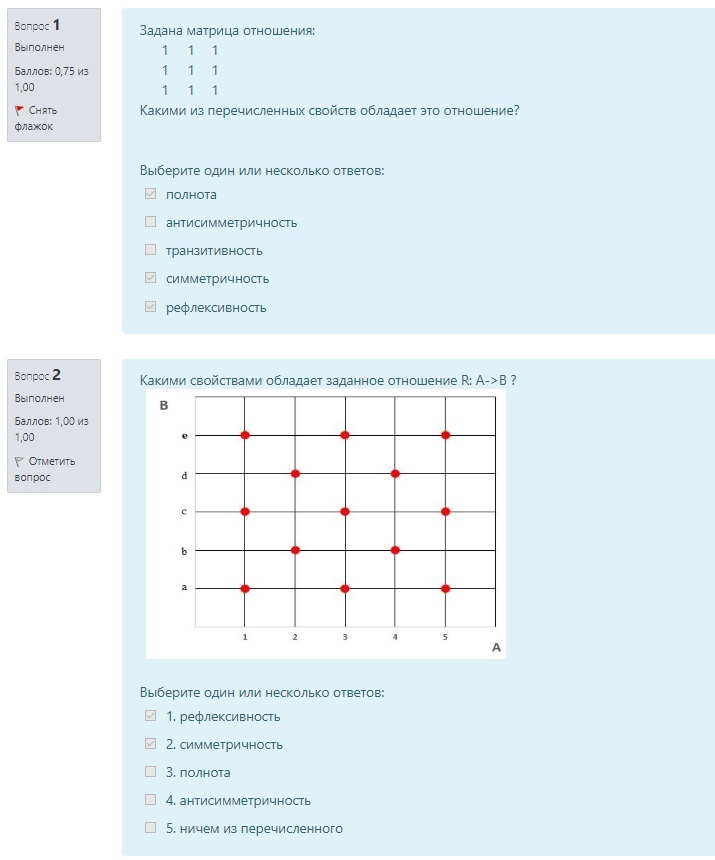 Вопрос 1
Выполнен
Баллов: 0,75 из
1,00
Снять
флажок
Задана матрица отношения:
1 1 1
1 1 1
1 1 1
Какими из перечисленных свойств обладает это отношение?
Выберите один или несколько ответов:
полнота
антисимметричность
транзитивность
симметричность
рефлексивность
Вопрос 2
Выполнен
Баллов: 1,00 из
1,00
Отметить
вопрос
Какими свойствами обладает заданное отношение R: A->B ?
B
e
d
c
b
a
1 2 3 4 5
A
Выберите один или несколько ответов:
1. рефлексивность
2. симметричность
3. полнота
4. антисимметричность
5. ничем из перечисленного